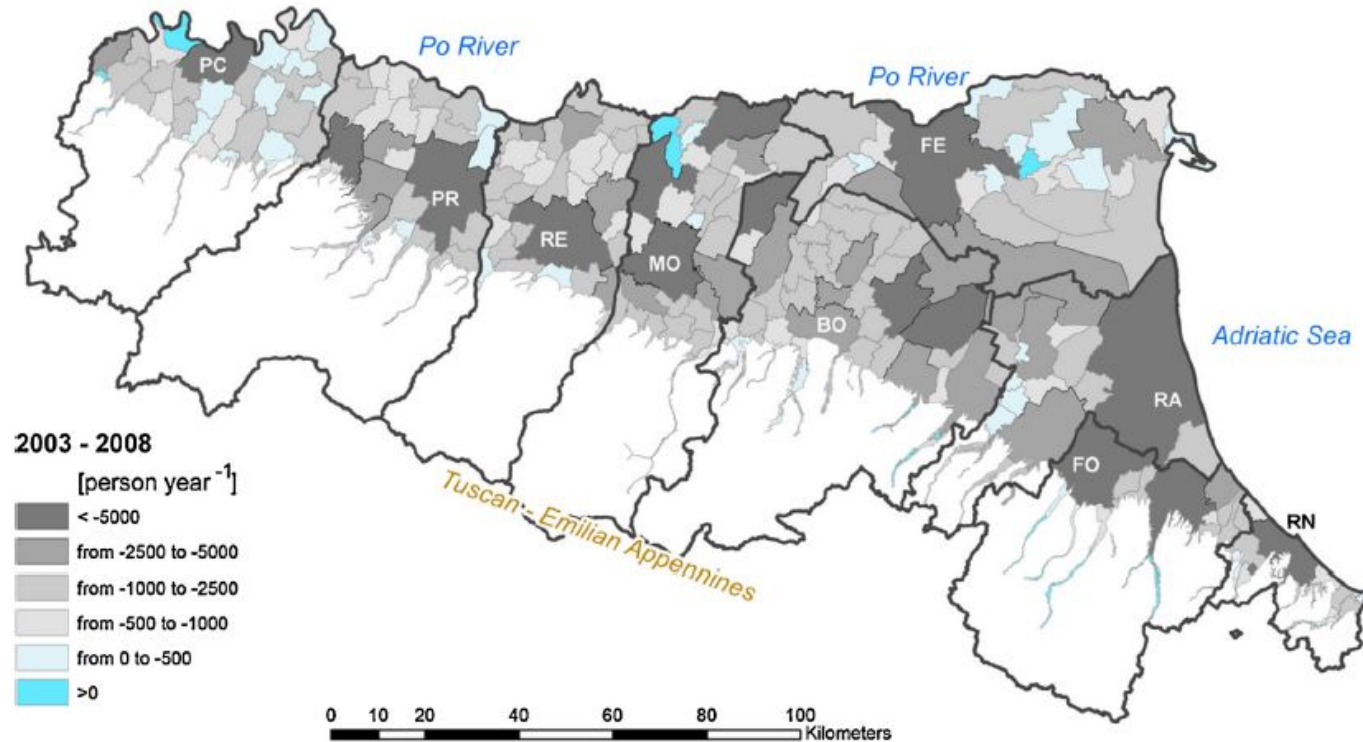 Po River
Po River
PC
FE
PR
RE
MO
BO
Adriatic Sea
RA
FO
RN
Tuscan - Emilian Appennines
2003 - 2008
[person year -1]
< -5000
from -2500 to -5000
from -1000 to -2500
from -500 to -1000
from 0 to -500
>0
0 10 20 40 60 80 100
Kilometers